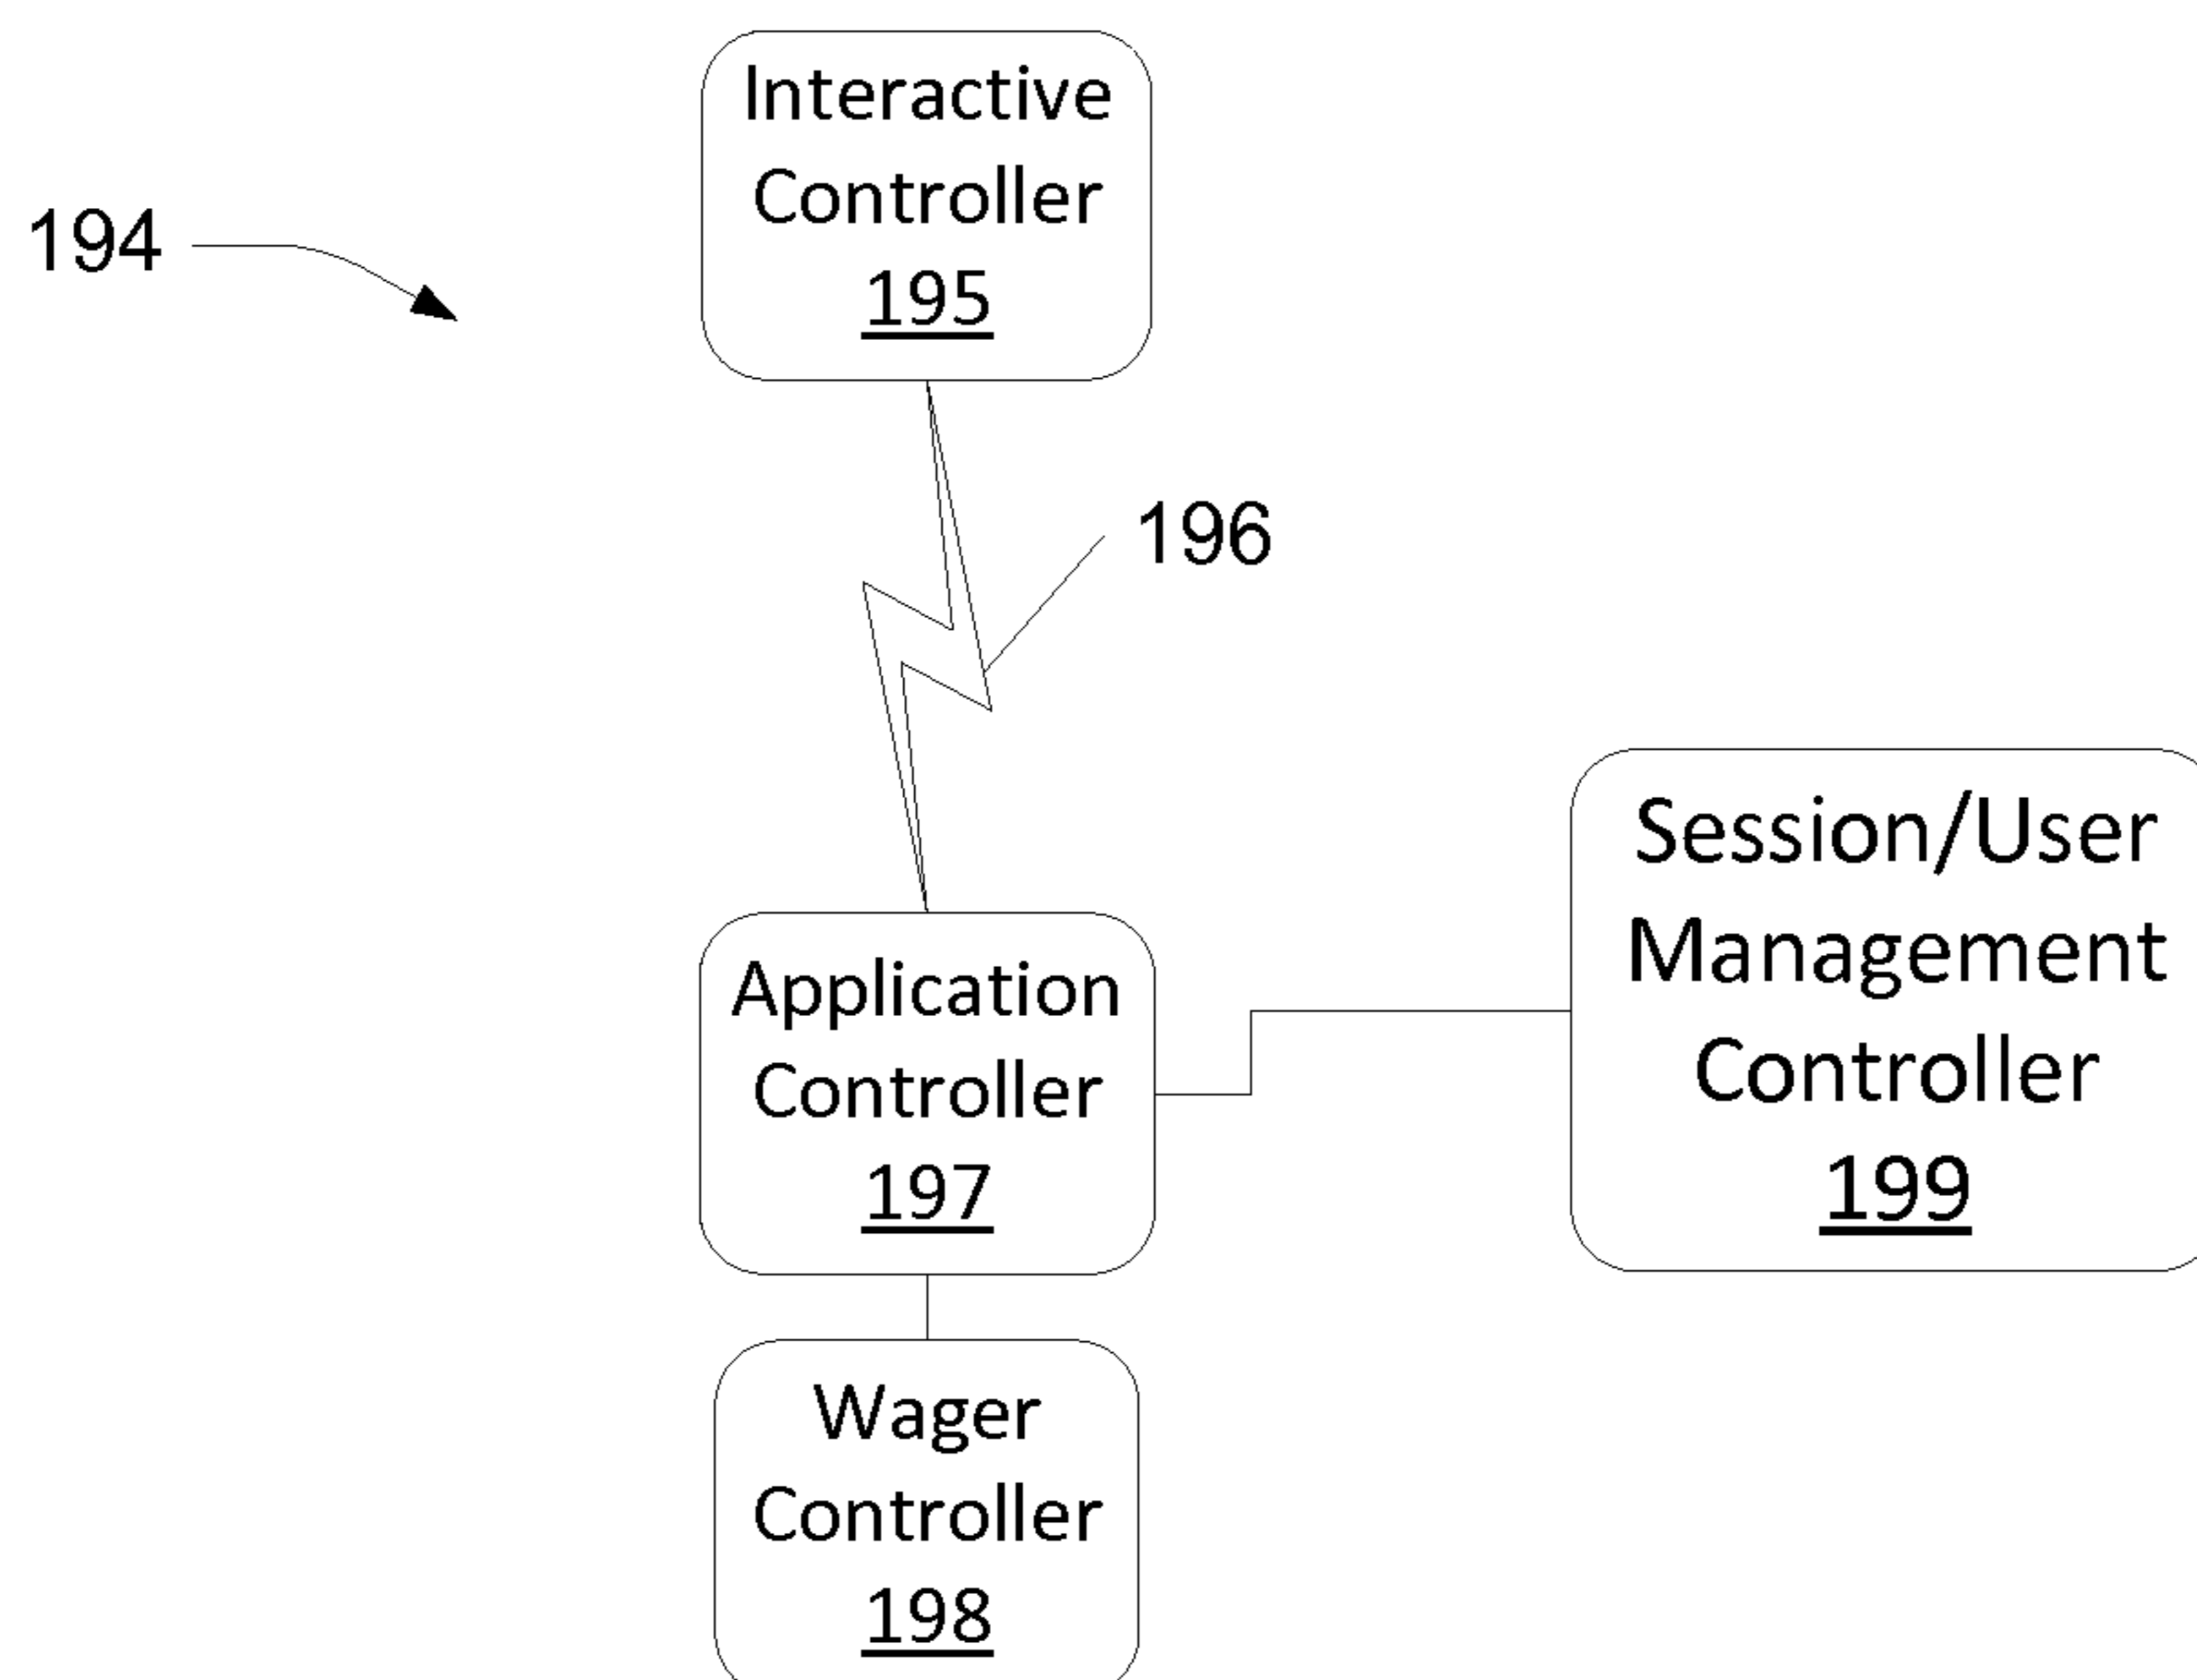 Interactive
Controller
195
194
196
Application
Controller
197
Session/User
Management
Controller
199
Wager
Controller
198